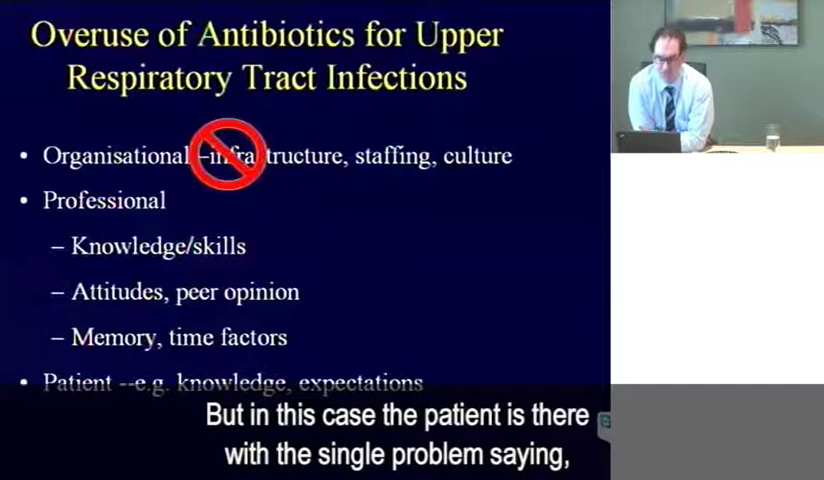 Overuse of Antibiotics for Upper
Respiratory Tract Infections
• Organisational –infrastructure, staffing, culture
• Professional
– Knowledge/skills
– Attitudes, peer opinion
– Memory, time factors
• Patient --e.g. knowledge, expectations
But in this case the patient is there
with the single problem saying,